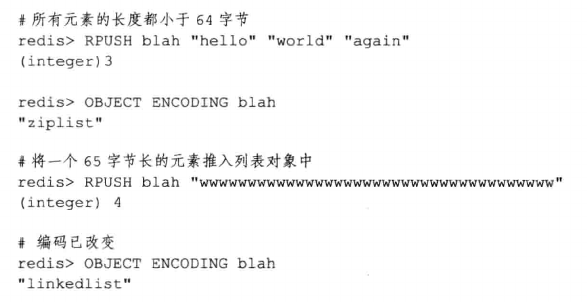 # 所有元素的长度都小于 64 字节
redis> RPUSH blah "hello" "world" "again"
(integer)3
redis> OBJECT ENCODING blah
"ziplist"
# 将一个 65 字节长的元素推入列表对象中
redis> RPUSH blah "wwwwwwwwwwwwwwwwwwwwwwwwwwwwwwwwwwwww"
(integer) 4
# 编码已改变
redis> OBJECT ENCODING blah
"linkedlist"